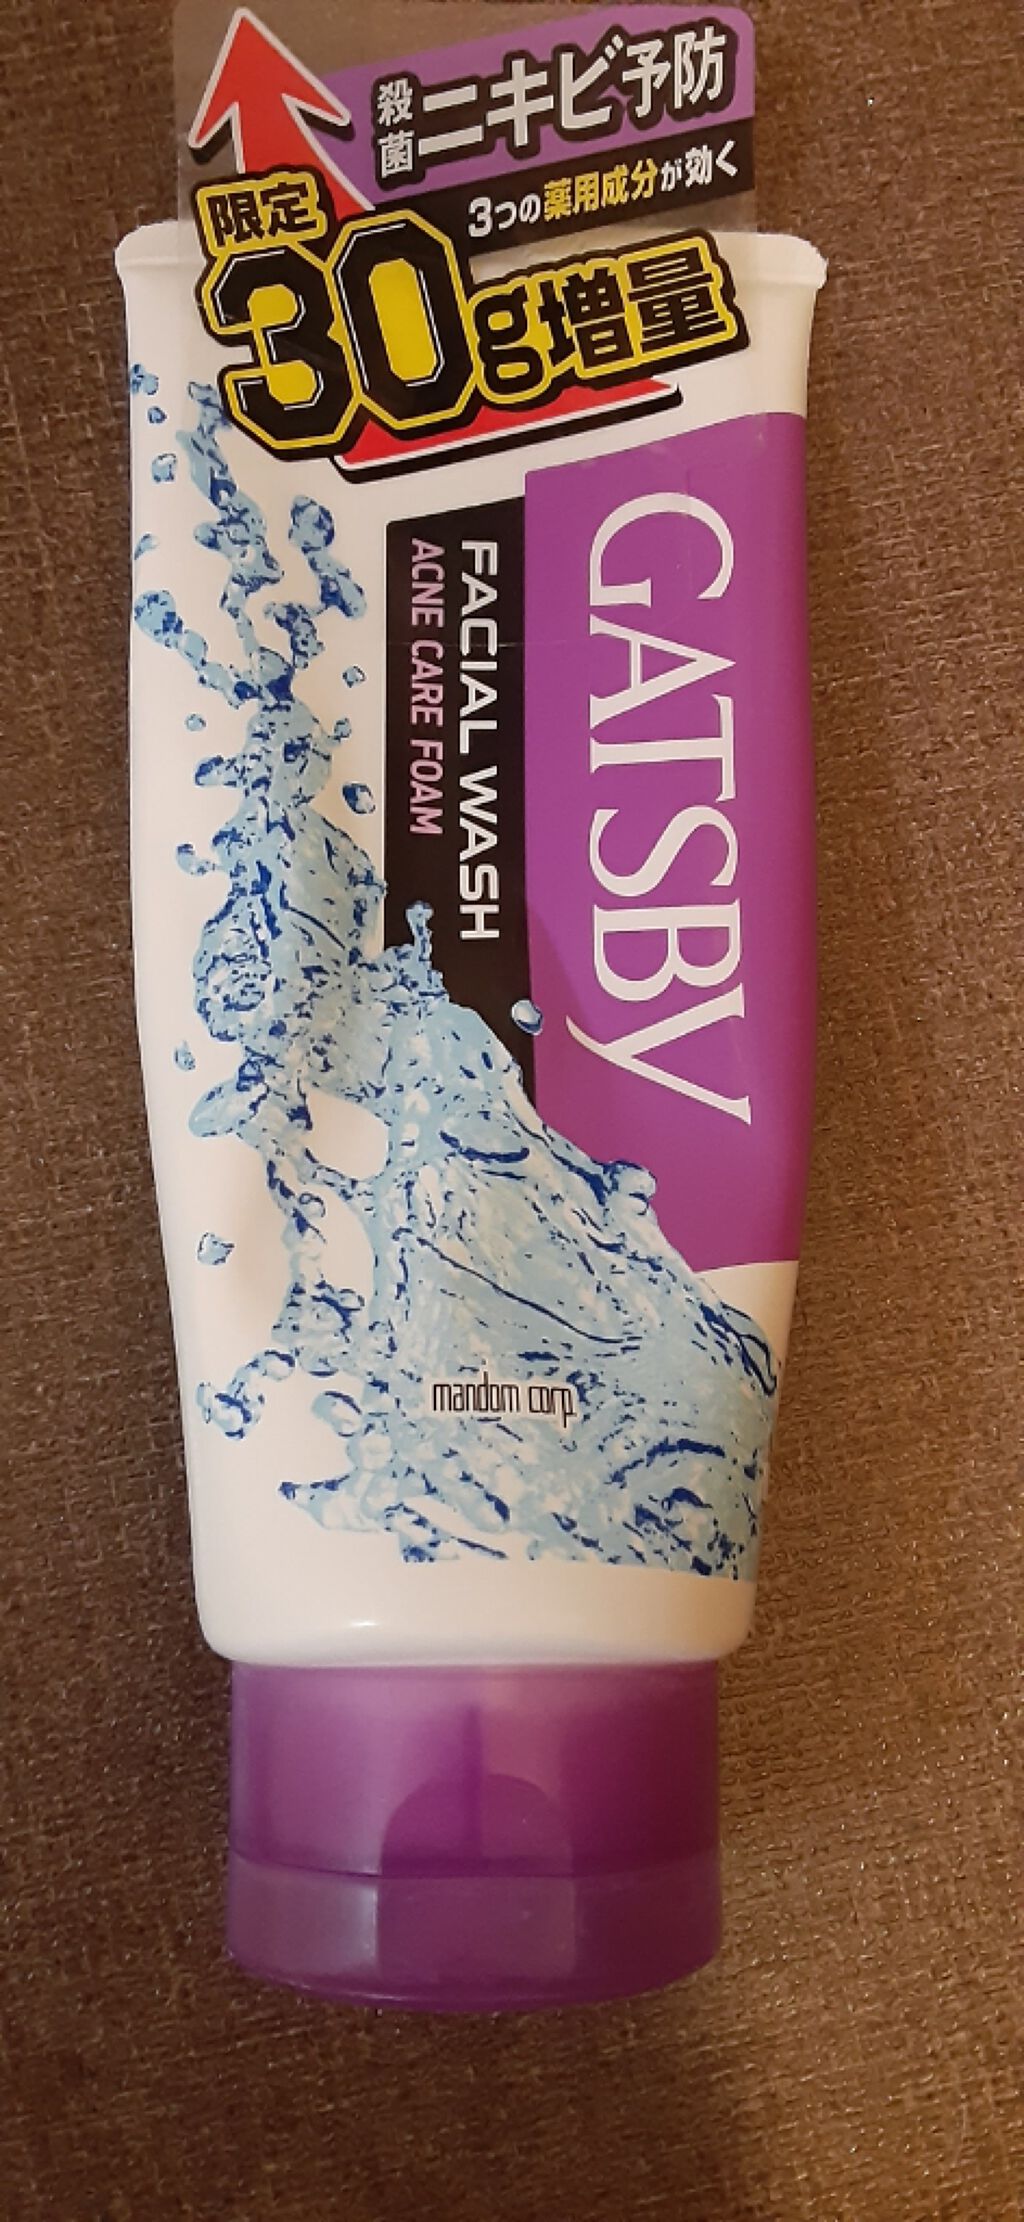 殺菌ニキビ予防
3つの薬用成分が効く
限定
30g増量
GATSBY
FACIAL WASH
ACNE CARE FOAM
mandom corp.